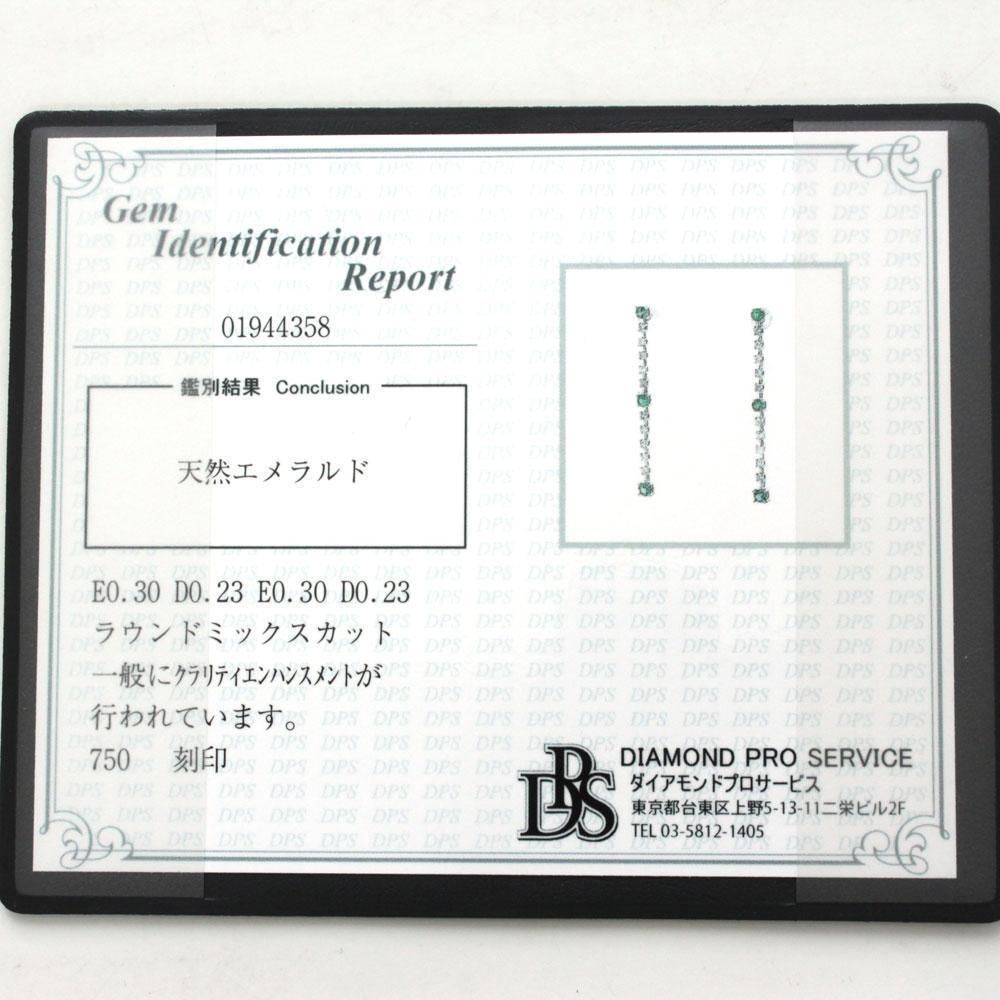 Gem
Identification
Report
01944358
鑑別結果 Conclusion
天然エメラルド
E0.30 D0.23 E0.30 D0.23
ラウンドミックスカット
一般にクラリティエンハンスメントが
行われています。
750 刻印
DPS
DIAMOND PRO SERVICE
ダイアモンドプロサービス
東京都台東区上野5-13-11二栄ビル2F
TEL 03-5812-1405